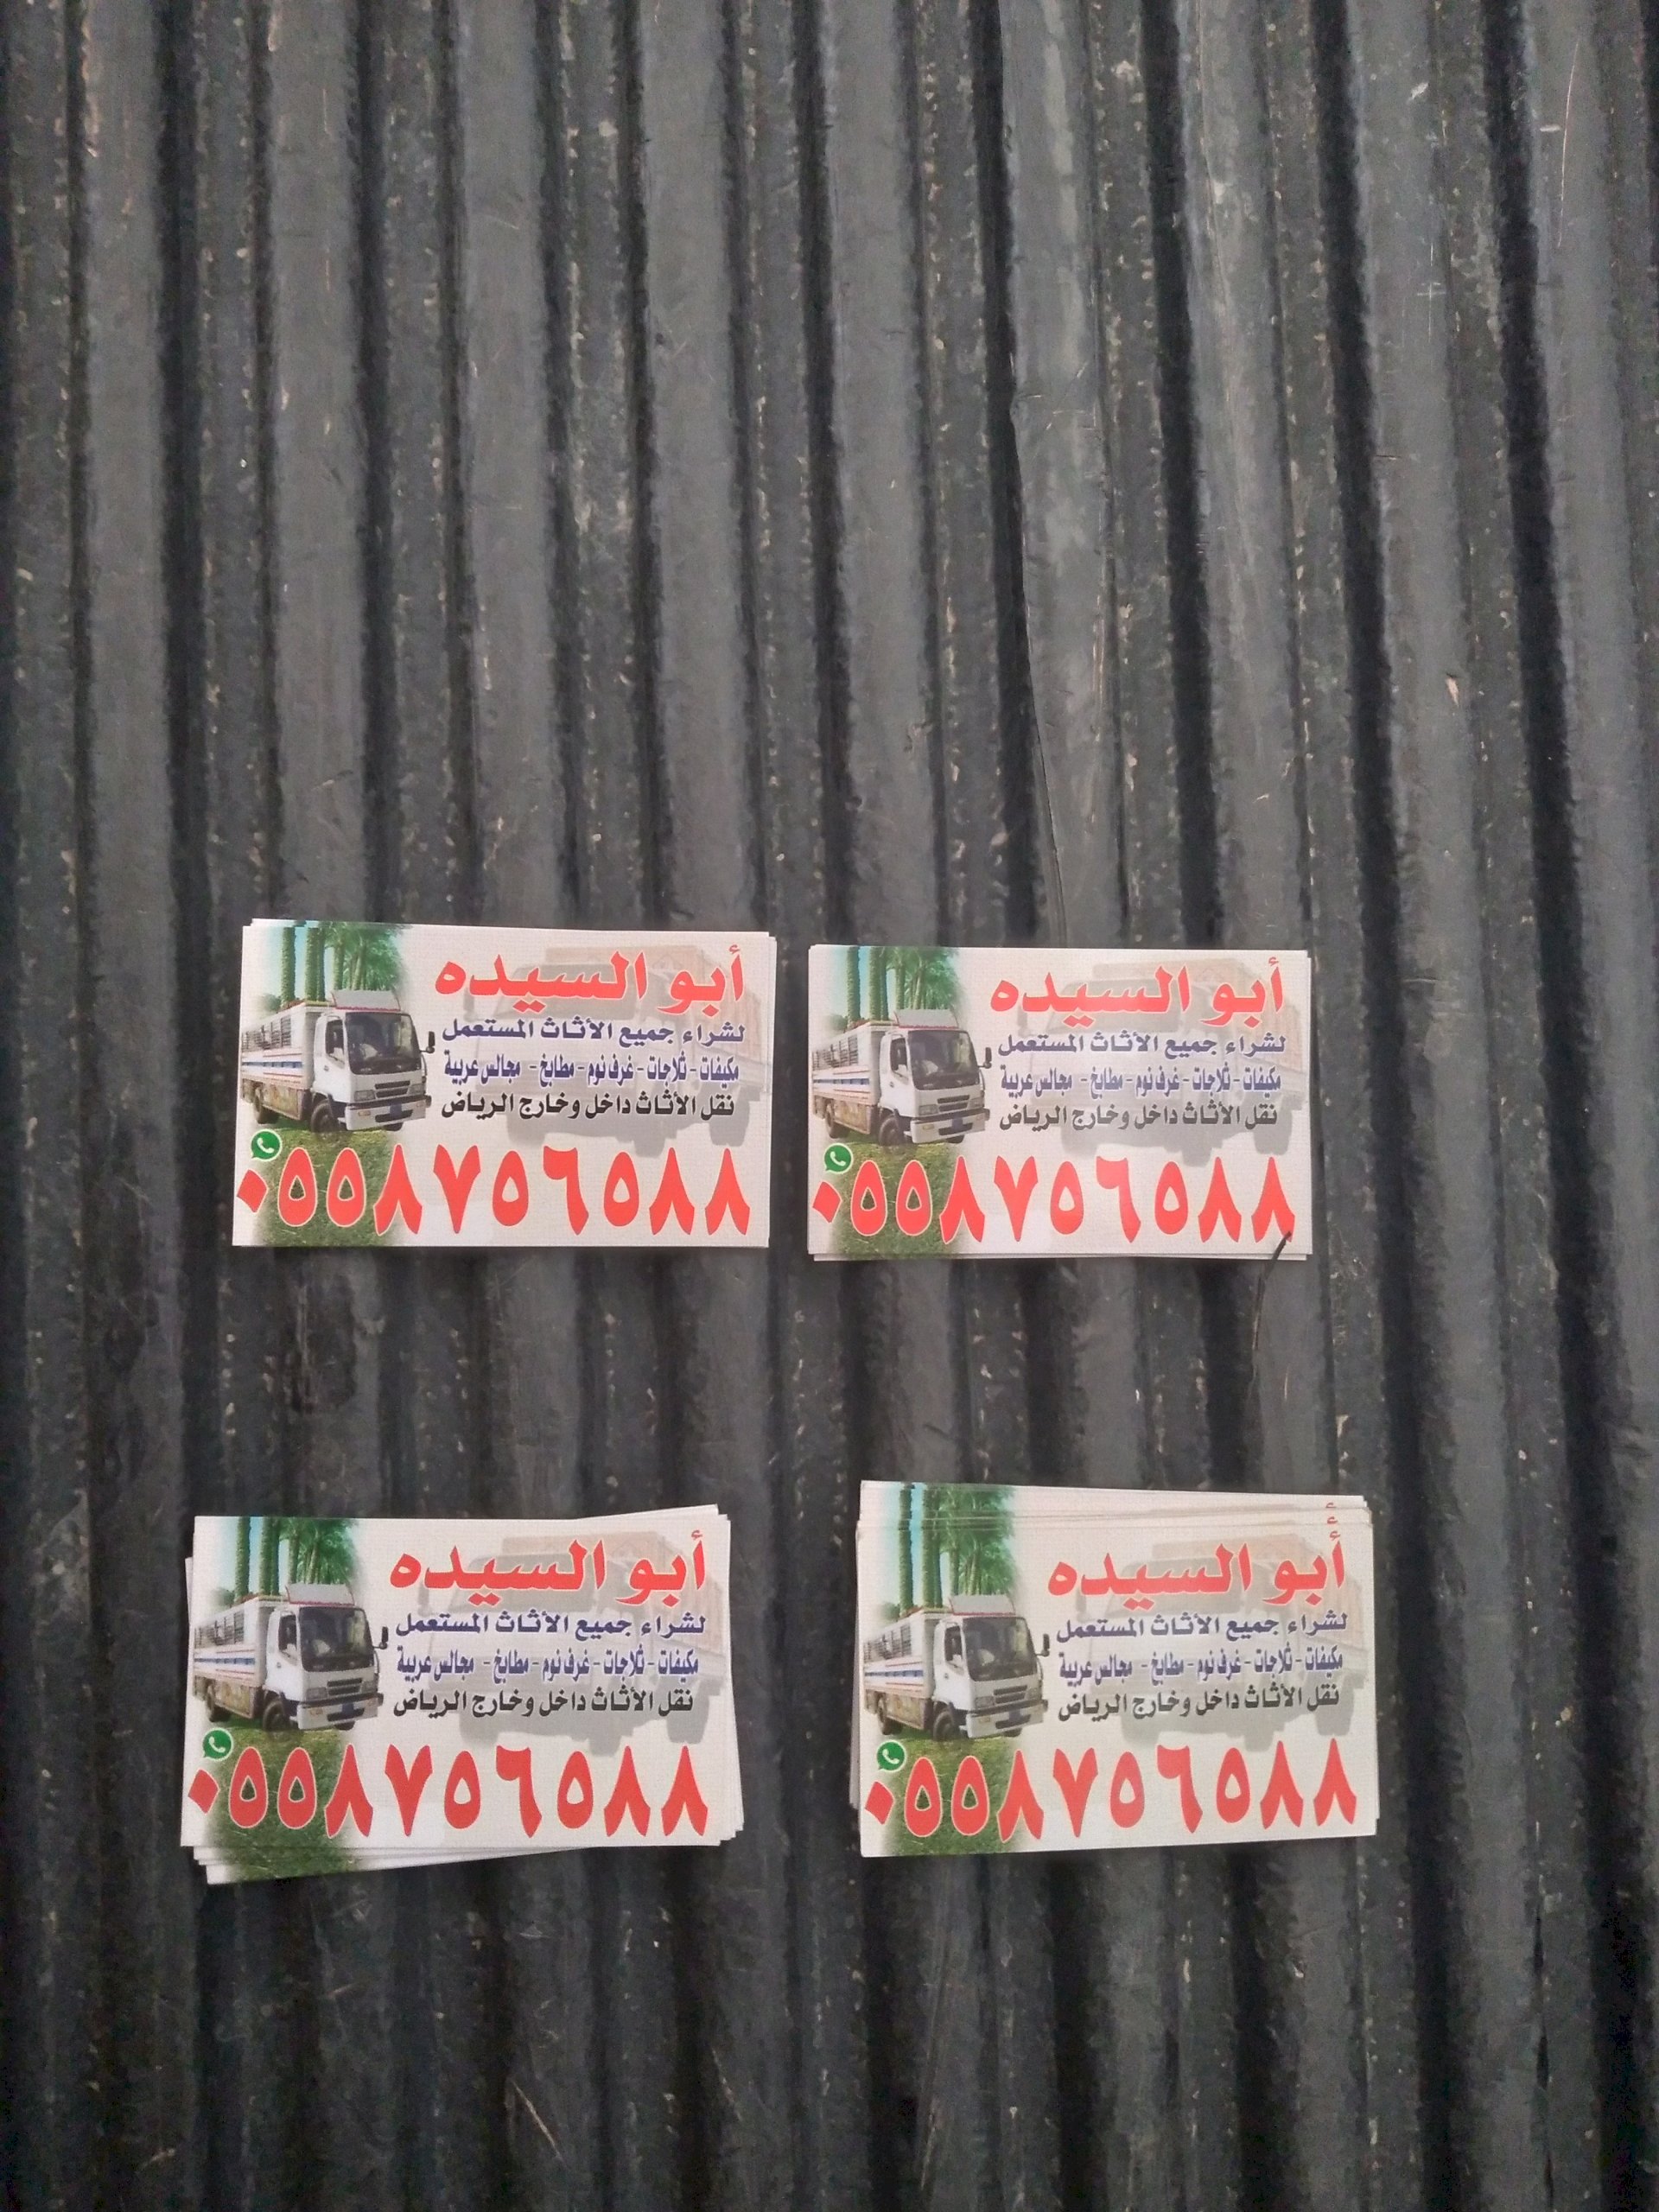 أبو السيده
لشراء جميع الأثاث المستعمل
مكيفات - ثلاجات - غرف نوم - مطابخ - مجالس عربية
نقل الأثاث داخل وخارج الرياض
٠٥٥٨٧٥٦٥٨٨
أبو السيده
لشراء جميع الأثاث المستعمل
مكيفات - ثلاجات - غرف نوم - مطابخ - مجالس عربية
نقل الأثاث داخل وخارج الرياض
٠٥٥٨٧٥٦٥٨٨
أبو السيده
لشراء جميع الأثاث المستعمل
مكيفات - ثلاجات - غرف نوم - مطابخ - مجالس عربية
نقل الأثاث داخل وخارج الرياض
٠٥٥٨٧٥٦٥٨٨
أبو السيده
لشراء جميع الأثاث المستعمل
مكيفات - ثلاجات - غرف نوم - مطابخ - مجالس عربية
نقل الأثاث داخل وخارج الرياض
٠٥٥٨٧٥٦٥٨٨